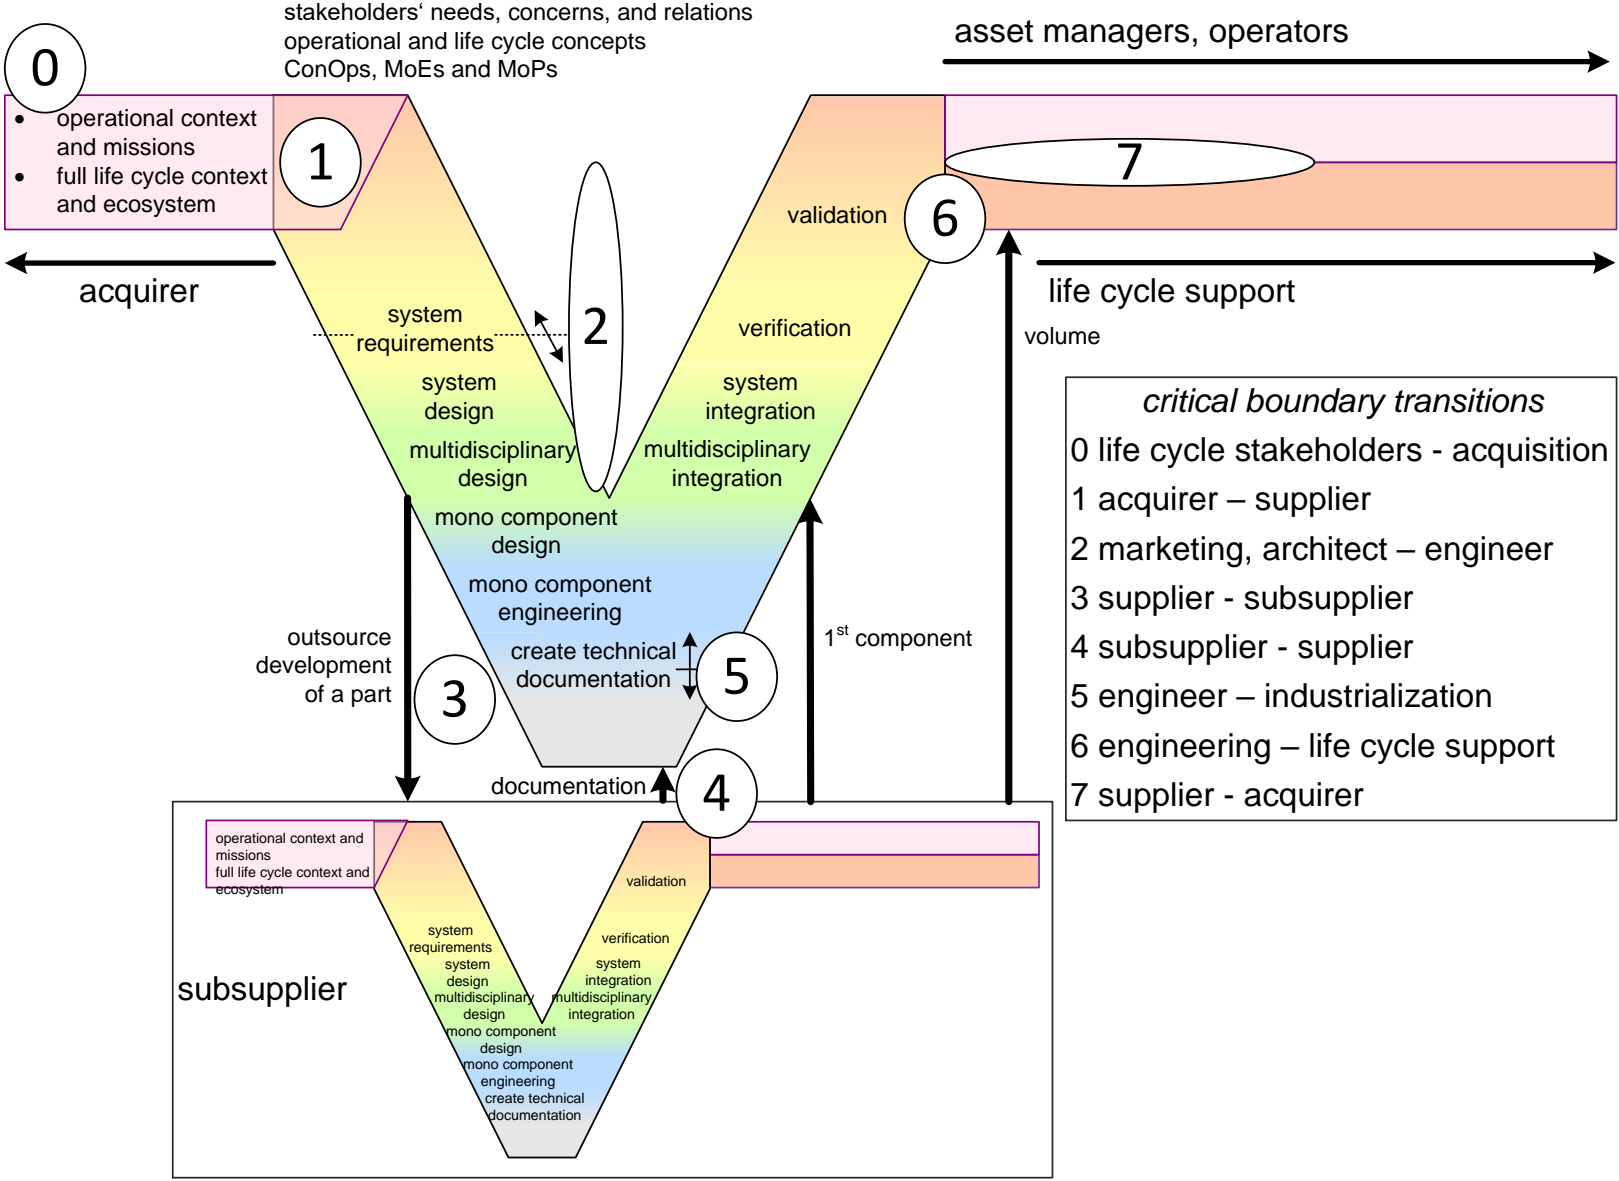 stakeholders‘ needs, concerns, and relations
operational and life cycle concepts
ConOps, MoEs and MoPs
asset managers, operators
0
• operational context
and missions
• full life cycle context
and ecosystem
1
7
validation
6
acquirer
life cycle support
system
requirements
2
verification
volume
system
design
system
integration
multidisciplinary
design
multidisciplinary
integration
mono component
design
mono component
engineering
outsource
development
of a part
3
create technical
documentation
5
1st component
documentation
4
critical boundary transitions
0 life cycle stakeholders - acquisition
1 acquirer – supplier
2 marketing, architect – engineer
3 supplier - subsupplier
4 subsupplier - supplier
5 engineer – industrialization
6 engineering – life cycle support
7 supplier - acquirer
operational context and
missions
full life cycle context and
ecosystem
validation
system
requirements
verification
system
design
system
integration
multidisciplinary
design
multidisciplinary
integration
mono component
design
mono component
engineering
create technical
documentation
subsupplier